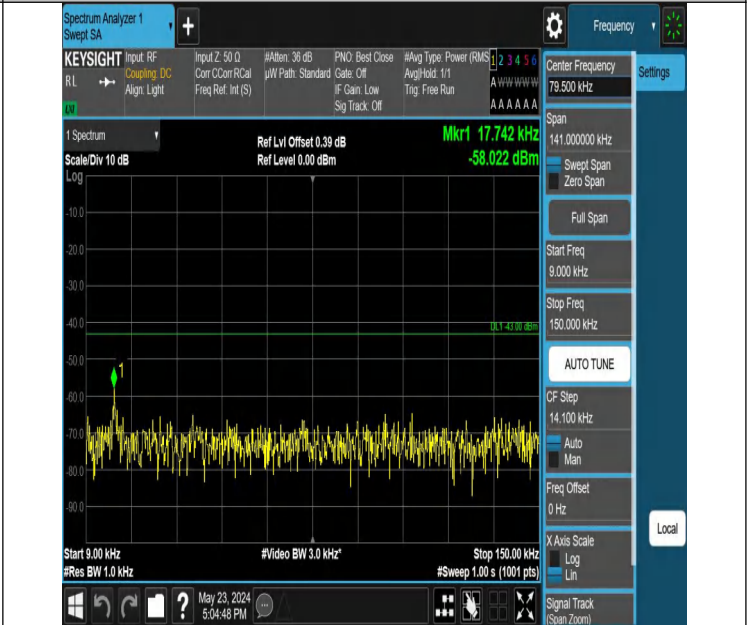 Spectrum Analyzer 1
Swept SA
+
Frequency
KEYSIGHT
RL
Input: RF
Coupling: DC
Align: Light
Input Z: 50 Ω
Corr CCorr RCal
Freq Ref: Int (S)
#Atten: 36 dB
µW Path: Standard
PNO: Best Close
Gate: Off
IF Gain: Low
Sig Track: Off
#Avg Type: Power (RMS
Avg|Hold: 1/1
Trig: Free Run
1 2 3 4 5 6
A W W W W W
A A A A A A
1 Spectrum
Scale/Div 10 dB
Ref Lvl Offset 0.39 dB
Ref Level 0.00 dBm
Mkr1 17.742 kHz
-58.022 dBm
Log
-10.0
-20.0
-30.0
-40.0
DL1 -43.00 dBm
-50.0
1
-60.0
-70.0
-80.0
-90.0
Start 9.00 kHz
#Res BW 1.0 kHz
#Video BW 3.0 kHz*
Stop 150.00 kHz
#Sweep 1.00 s (1001 pts)
Center Frequency
79.500 kHz
Settings
Span
141.000000 kHz
Swept Span
Zero Span
Full Span
Start Freq
9.000 kHz
Stop Freq
150.000 kHz
AUTO TUNE
CF Step
14.100 kHz
Auto
Man
Freq Offset
0 Hz
X Axis Scale
Log
Lin
Local
Signal Track
(Span Zoom)
?
May 23, 2024
5:04:48 PM